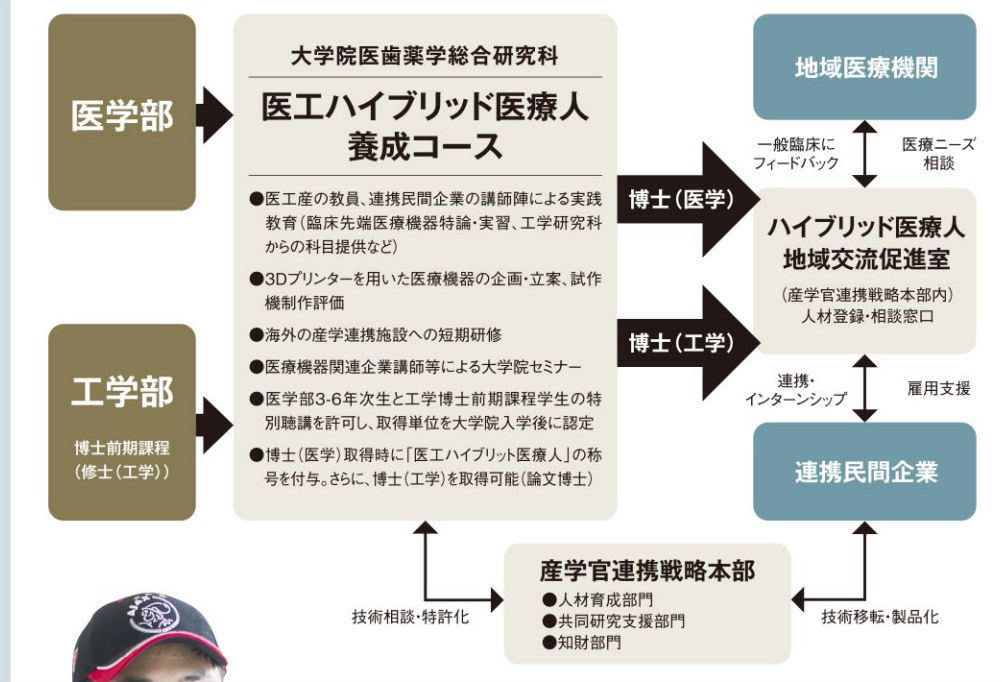 医学部
工学部
博士前期課程
(修士(工学))
大学院医歯薬学総合研究科
医工ハイブリッド医療人
養成コース
●医工産の教員、連携民間企業の講師陣による実践
教育(臨床先端医療機器特論・実習、工学研究科
からの科目提供など)
●3Dプリンターを用いた医療機器の企画・立案、試作
機制作評価
●海外の産学連携施設への短期研修
●医療機器関連企業講師等による大学院セミナー
●医学部3-6年次生と工学博士前期課程学生の特
別聴講を許可し、取得単位を大学院入学後に認定
●博士(医学)取得時に「医工ハイブリット医療人」の称
号を付与。さらに、博士(工学)を取得可能(論文博士)
博士(医学)
博士(工学)
地域医療機関
一般臨床に
フィードバック
医療ニーズ
相談
ハイブリッド医療人
地域交流促進室
(産学官連携戦略本部内)
人材登録・相談窓口
連携・
インターンシップ
雇用支援
連携民間企業
産学官連携戦略本部
●人材育成部門
●共同研究支援部門
●知財部門
技術相談・特許化
技術移転・製品化
AJAX